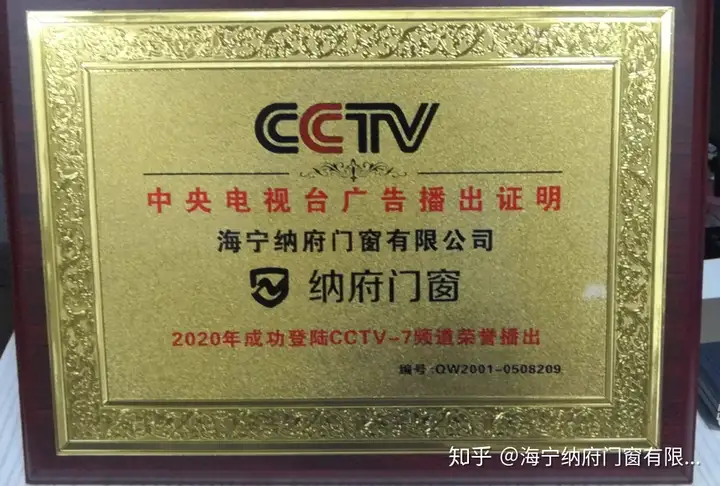 CCTV
中央电视台广告播出证明
海宁纳府门窗有限公司
纳府门窗
2020年成功登陆CCTV-7频道荣誉播出
编号:QW2001-0508209
知乎 @海宁纳府门窗有限...